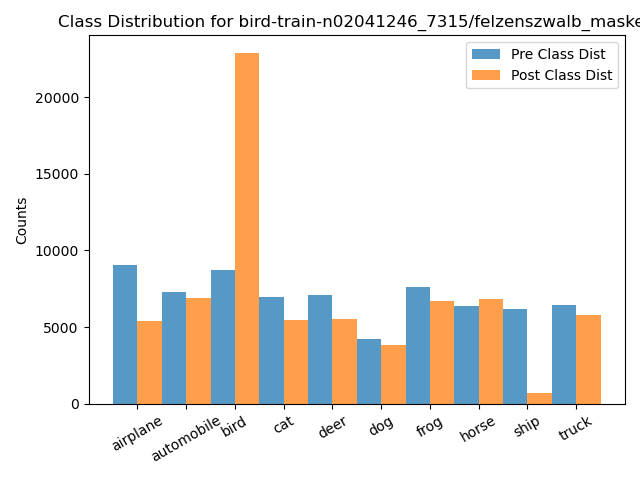 Class Distribution for bird-train-n02041246_7315/felzenszwalb_maske
Pre Class Dist
Post Class Dist
Counts
20000
15000
10000
5000
0
airplane
automobile
bird
cat
deer
dog
frog
horse
ship
truck